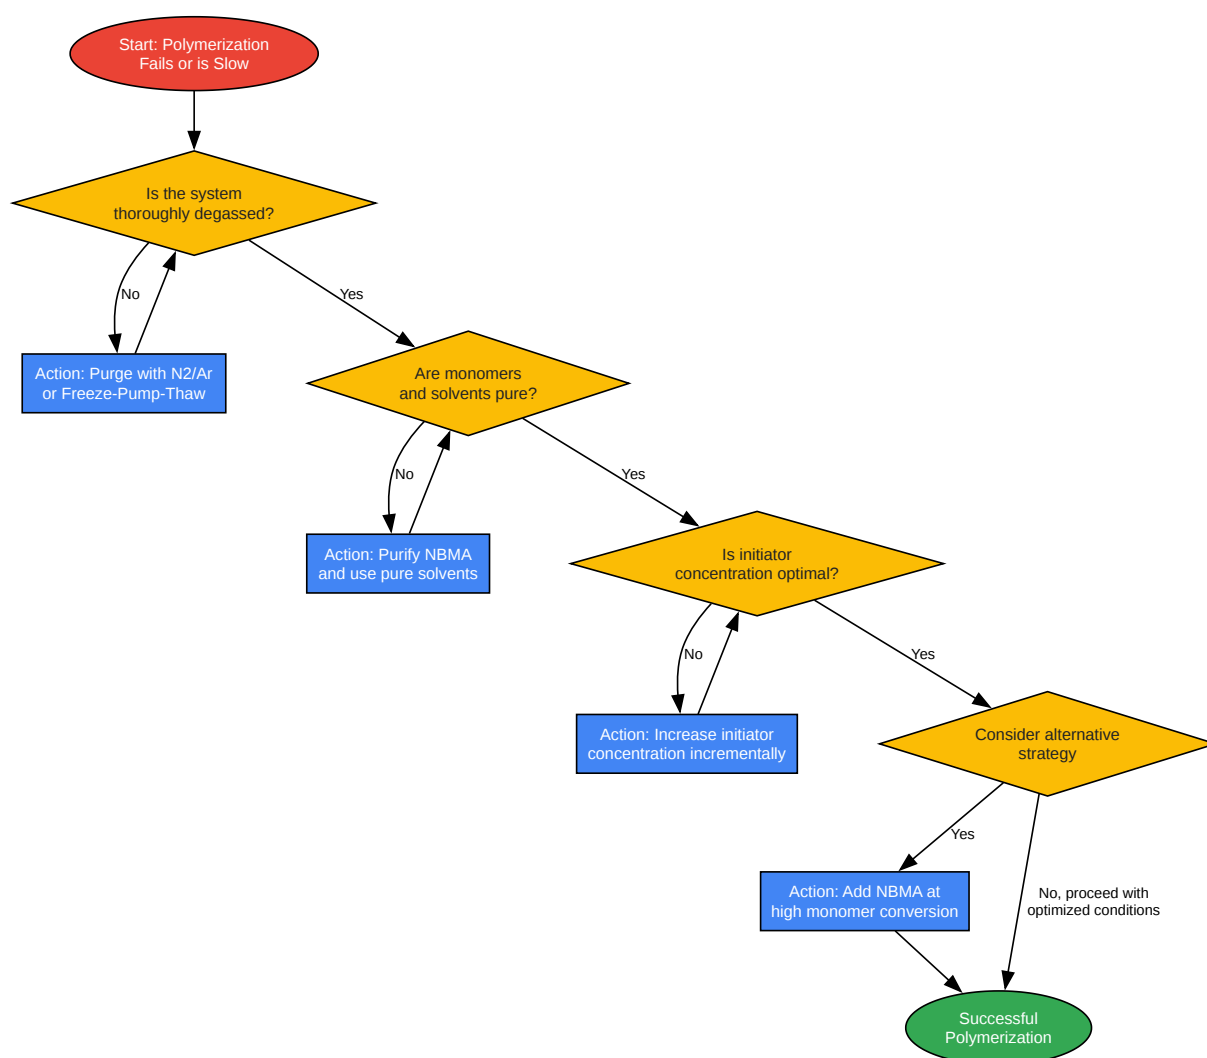 Start: Polymerization
Fails or is Slow
Is the system
thoroughly degassed?
No
Yes
Action: Purge with N2/Ar
or Freeze-Pump-Thaw
Are monomers
and solvents pure?
No
Yes
Action: Purify NBMA
and use pure solvents
Is initiator
concentration optimal?
No
Yes
Action: Increase initiator
concentration incrementally
Consider alternative
strategy
Yes
Action: Add NBMA at
high monomer conversion
No, proceed with
optimized conditions
Successful
Polymerization